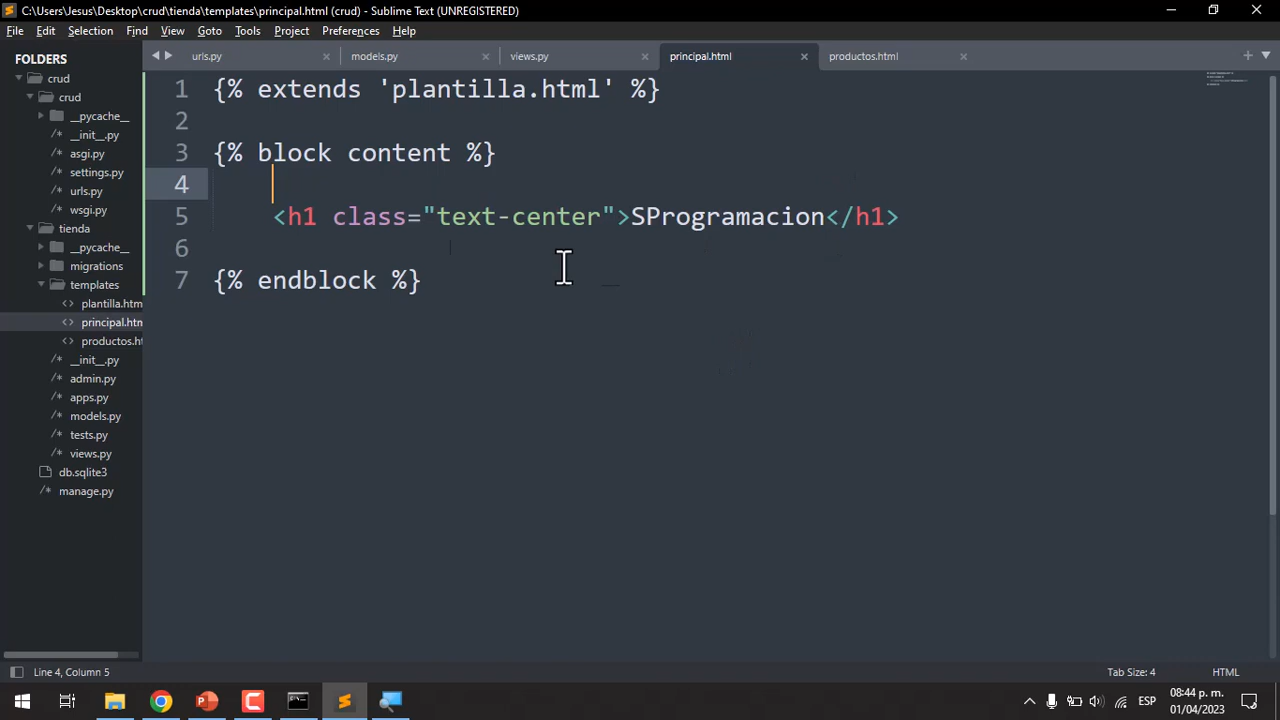 C:\Users\Jesus\Desktop\crud\tienda\templates\principal.html (crud) - Sublime Text (UNREGISTERED)
File Edit Selection Find View Goto Tools Project Preferences Help
FOLDERS
crud
crud
__pycache__
__init__.py
asgi.py
settings.py
urls.py
wsgi.py
tienda
__pycache__
migrations
templates
plantilla.htm
principal.htm
productos.ht
__init__.py
admin.py
apps.py
models.py
tests.py
views.py
db.sqlite3
manage.py
urls.py models.py views.py principal.html productos.html
1 {% extends 'plantilla.html' %}
2
3 {% block content %}
4
5 <h1 class="text-center">SProgramacion</h1>
6
7 {% endblock %}
Line 4, Column 5 Tab Size: 4 HTML
ESP 08:44 p. m.
01/04/2023